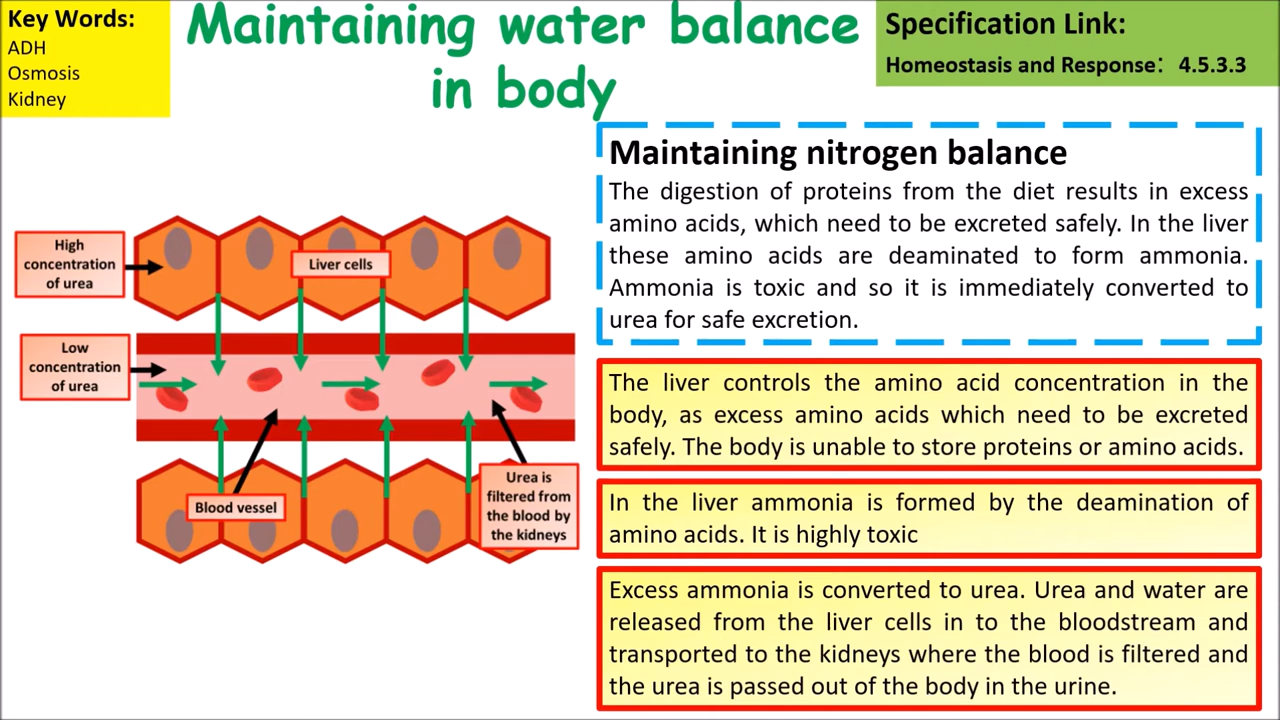 Key Words:
ADH
Osmosis
Kidney
Maintaining water balance
in body
Specification Link:
Homeostasis and Response: 4.5.3.3
High
concentration
of urea
Liver cells
Low
concentration
of urea
Blood vessel
Urea is
filtered from
the blood by
the kidneys
Maintaining nitrogen balance
The digestion of proteins from the diet results in excess
amino acids, which need to be excreted safely. In the liver
these amino acids are deaminated to form ammonia.
Ammonia is toxic and so it is immediately converted to
urea for safe excretion.
The liver controls the amino acid concentration in the
body, as excess amino acids which need to be excreted
safely. The body is unable to store proteins or amino acids.
In the liver ammonia is formed by the deamination of
amino acids. It is highly toxic
Excess ammonia is converted to urea. Urea and water are
released from the liver cells in to the bloodstream and
transported to the kidneys where the blood is filtered and
the urea is passed out of the body in the urine.